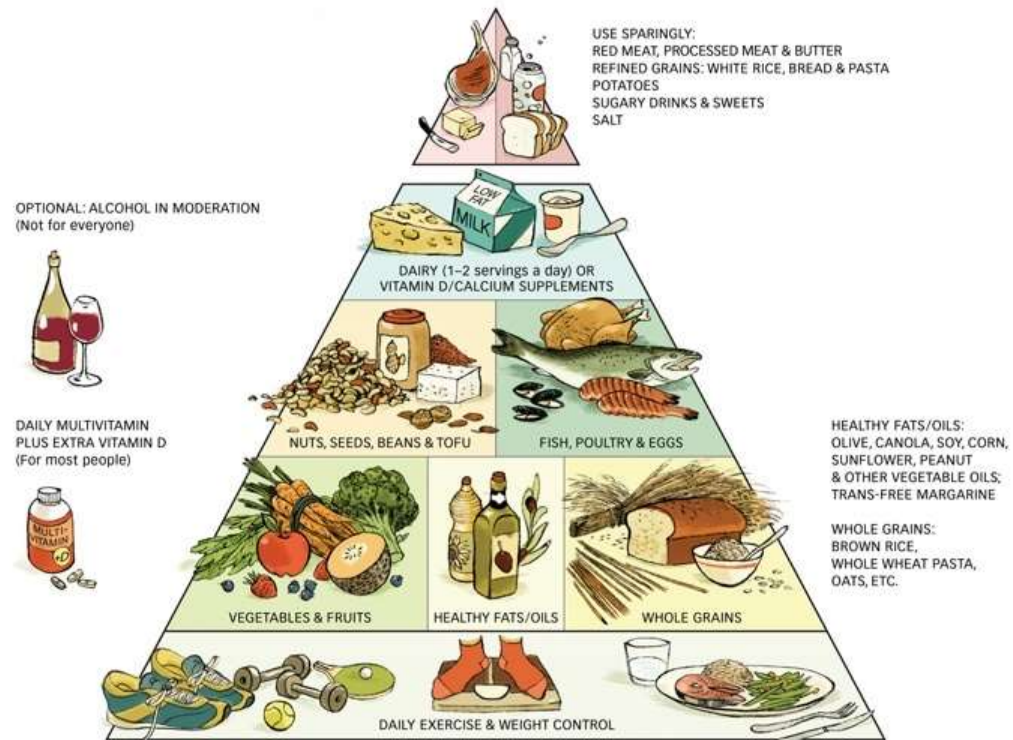 USE SPARINGLY:
RED MEAT, PROCESSED MEAT & BUTTER
REFINED GRAINS: WHITE RICE, BREAD & PASTA
POTATOES
SUGARY DRINKS & SWEETS
SALT
OPTIONAL: ALCOHOL IN MODERATION
(Not for everyone)
LOW
FAT
MILK
DAIRY (1–2 servings a day) OR
VITAMIN D/CALCIUM SUPPLEMENTS
NUTS, SEEDS, BEANS & TOFU
FISH, POULTRY & EGGS
DAILY MULTIVITAMIN
PLUS EXTRA VITAMIN D
(For most people)
MULTI-
VITAMIN
+D
HEALTHY FATS/OILS:
OLIVE, CANOLA, SOY, CORN,
SUNFLOWER, PEANUT
& OTHER VEGETABLE OILS;
TRANS-FREE MARGARINE
WHOLE GRAINS:
BROWN RICE,
WHOLE WHEAT PASTA,
OATS, ETC.
VEGETABLES & FRUITS
HEALTHY FATS/OILS
WHOLE GRAINS
DAILY EXERCISE & WEIGHT CONTROL